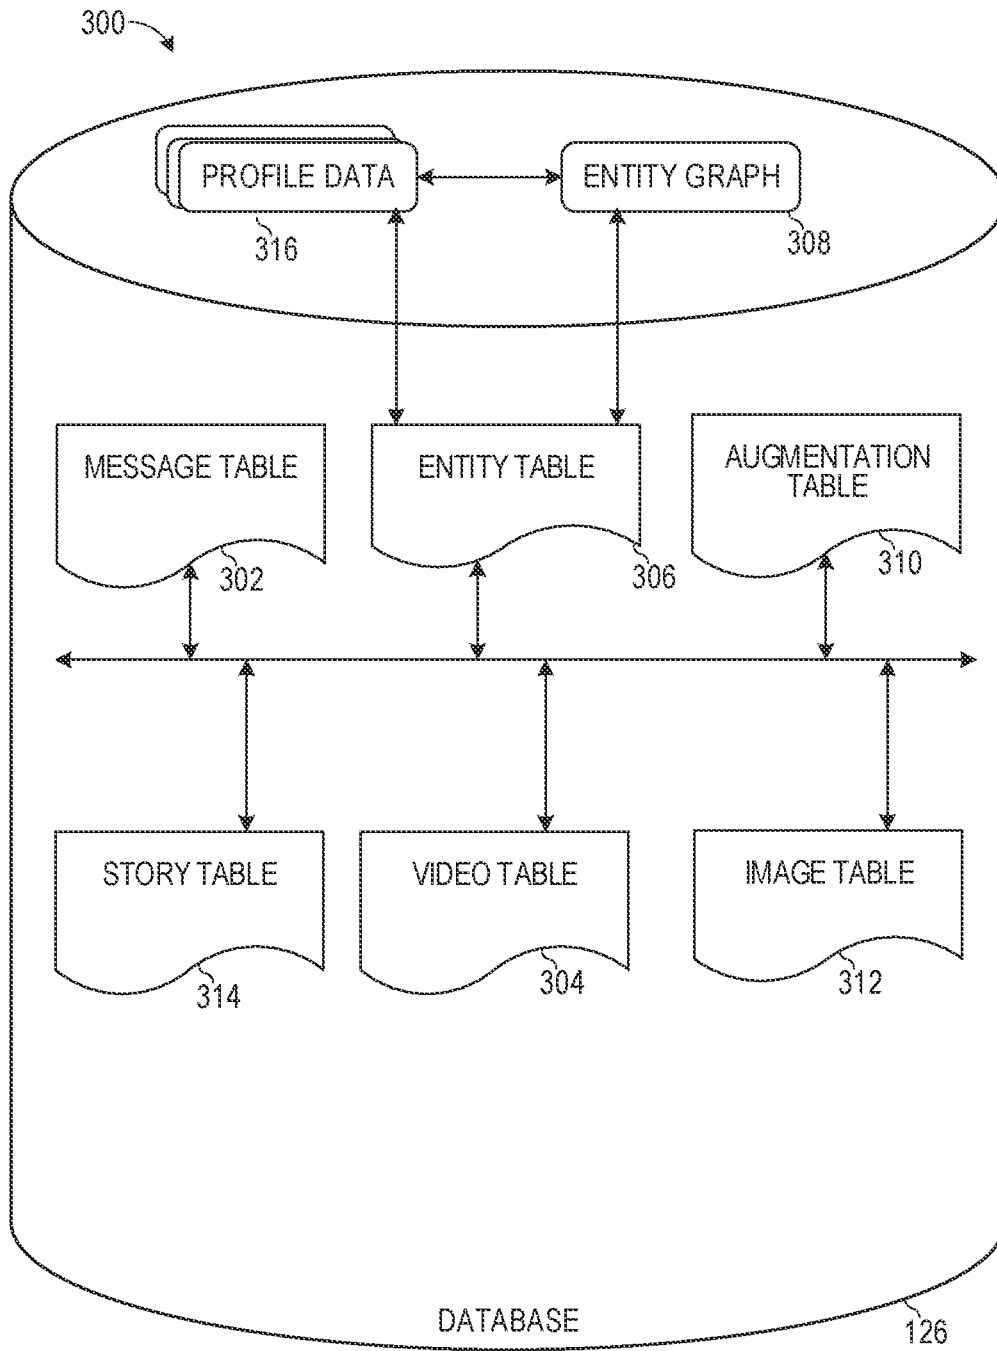 300
PROFILE DATA
ENTITY GRAPH
316
308
MESSAGE TABLE
ENTITY TABLE
AUGMENTATION
TABLE
302
306
310
STORY TABLE
VIDEO TABLE
IMAGE TABLE
314
304
312
DATABASE
126